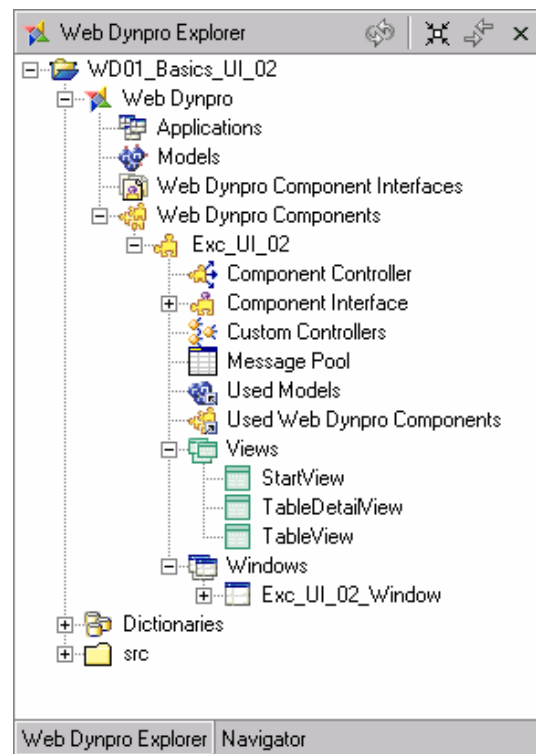 Web Dynpro Explorer
WD01_Basics_UI_02
Web Dynpro
Applications
Models
Web Dynpro Component Interfaces
Web Dynpro Components
Exc_UI_02
Component Controller
Component Interface
Custom Controllers
Message Pool
Used Models
Used Web Dynpro Components
Views
StartView
TableDetailView
TableView
Windows
Exc_UI_02_Window
Dictionaries
src
Web Dynpro Explorer Navigator